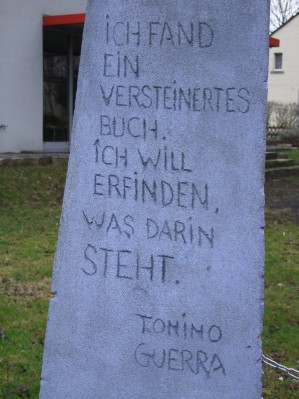 ICH FAND
EIN
VERSTEINERTES
BUCH.
ICH WILL
ERFINDEN,
WAS DARIN
STEHT.
TONINO
GUERRA